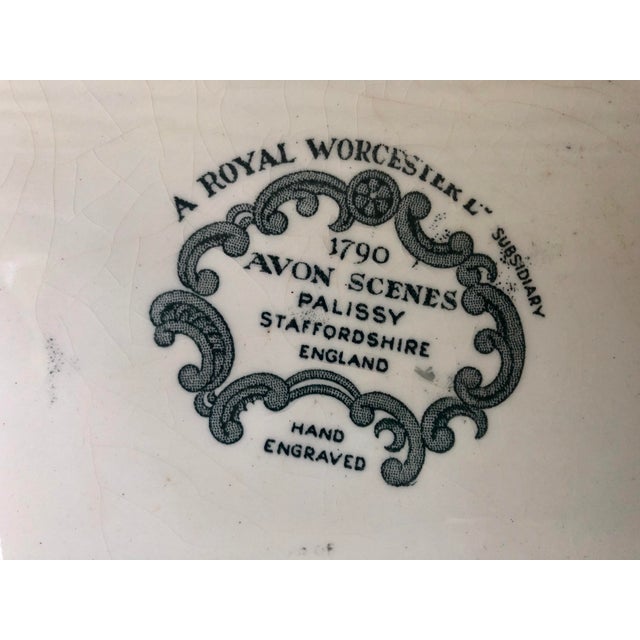 A ROYAL WORCESTER LTD SUBSIDIARY
1790
AVON SCENES
PALISSY
STAFFORDSHIRE
ENGLAND
HAND
ENGRAVED